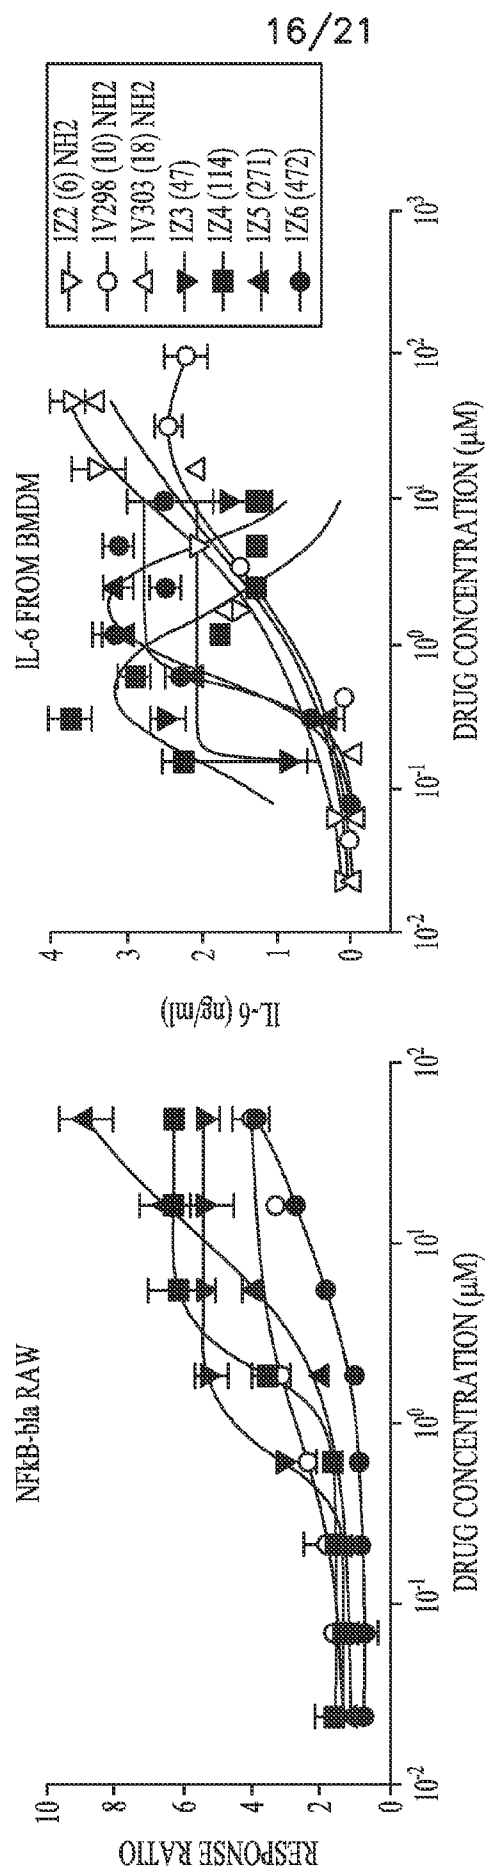 16/21
NFkB-bla RAW
RESPONSE RATIO
10
8
6
4
2
0
10-2
10-1
100
101
102
DRUG CONCENTRATION (µM)
IL-6 FROM BMDM
IL-6 (ng/ml)
4
3
2
1
0
10-2
10-1
100
101
102
103
DRUG CONCENTRATION (µM)
1Z2 (6) NH2
1V298 (10) NH2
1V303 (18) NH2
1Z3 (47)
1Z4 (114)
1Z5 (271)
1Z6 (472)